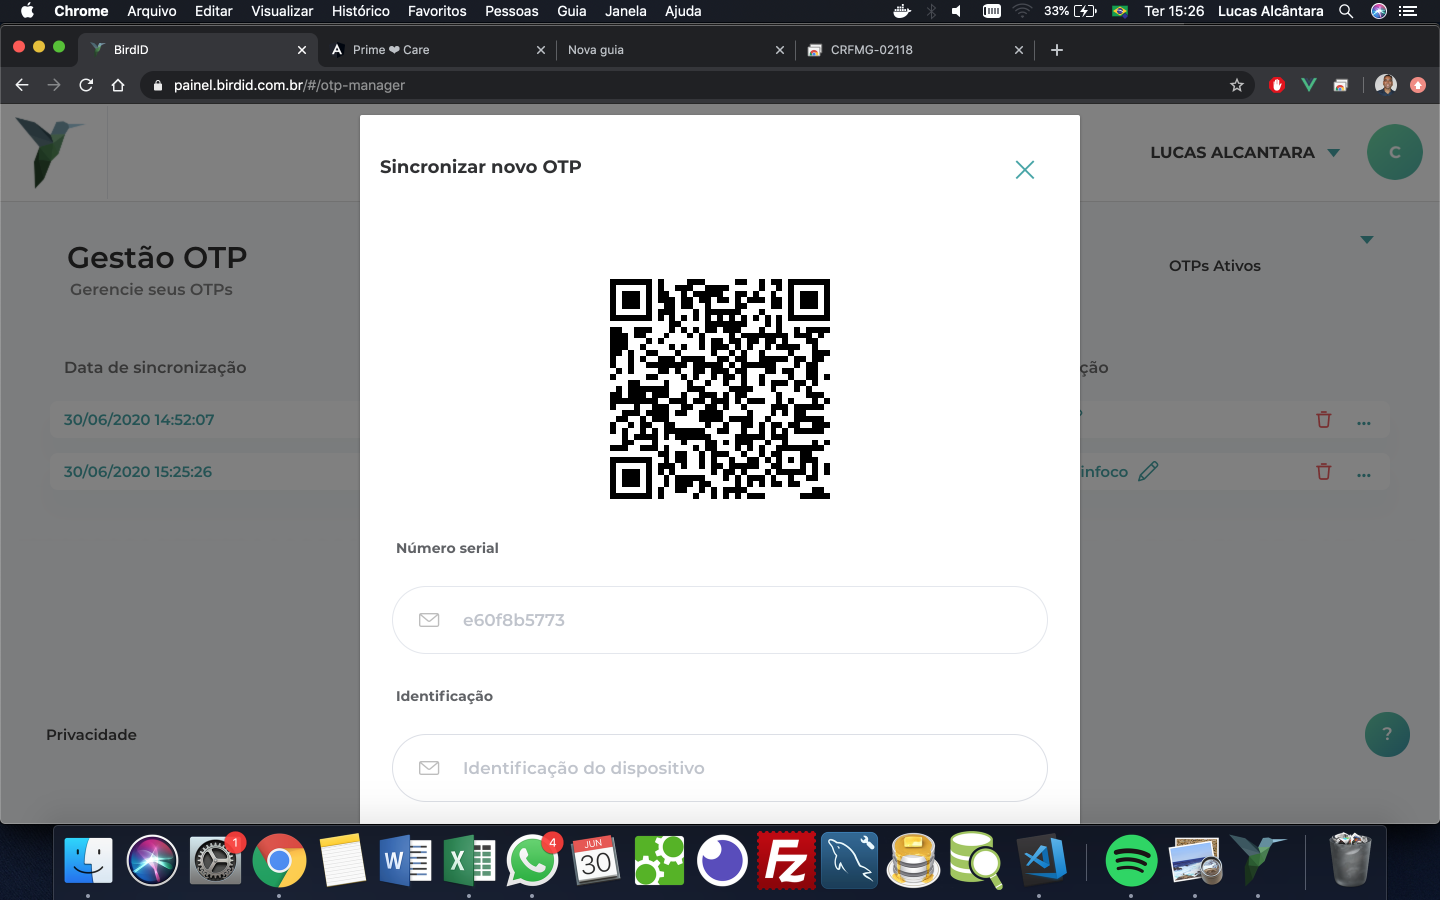 Chrome Arquivo Editar Visualizar Histórico Favoritos Pessoas Guia Janela Ajuda 33% Ter 15:26 Lucas Alcântara
BirdID Prime ❤ Care Nova guia CRFMG-02118
painel.birdid.com.br/#/otp-manager
Sincronizar novo OTP
LUCAS ALCANTARA
C
Gestão OTP
Gerencie seus OTPs
OTPs Ativos
Data de sincronização
ção
30/06/2020 14:52:07
...
30/06/2020 15:25:26
infoco
...
Número serial
e60f8b5773
Identificação
Identificação do dispositivo
Privacidade
?
1
4
JUN
30
W
X
Fz